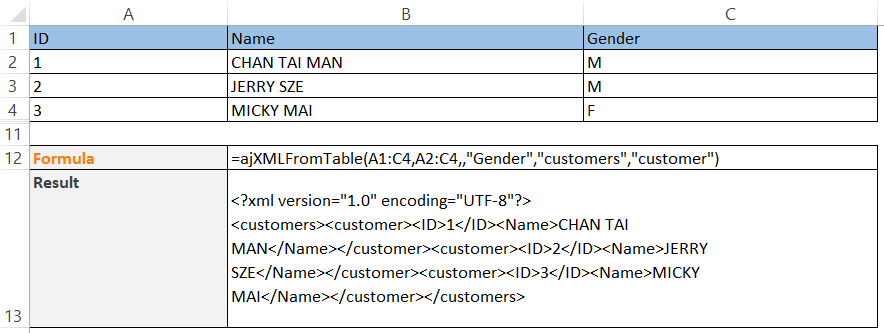 A B C
1 ID Name Gender
2 1 CHAN TAI MAN M
3 2 JERRY SZE M
4 3 MICKY MAI F
11
12 Formula =ajXMLFromTable(A1:C4,A2:C4,,"Gender","customers","customer")
Result
<?xml version="1.0" encoding="UTF-8"?>
<customers><customer><ID>1</ID><Name>CHAN TAI
MAN</Name></customer><customer><ID>2</ID><Name>JERRY
SZE</Name></customer><customer><ID>3</ID><Name>MICKY
MAI</Name></customer></customers>
13